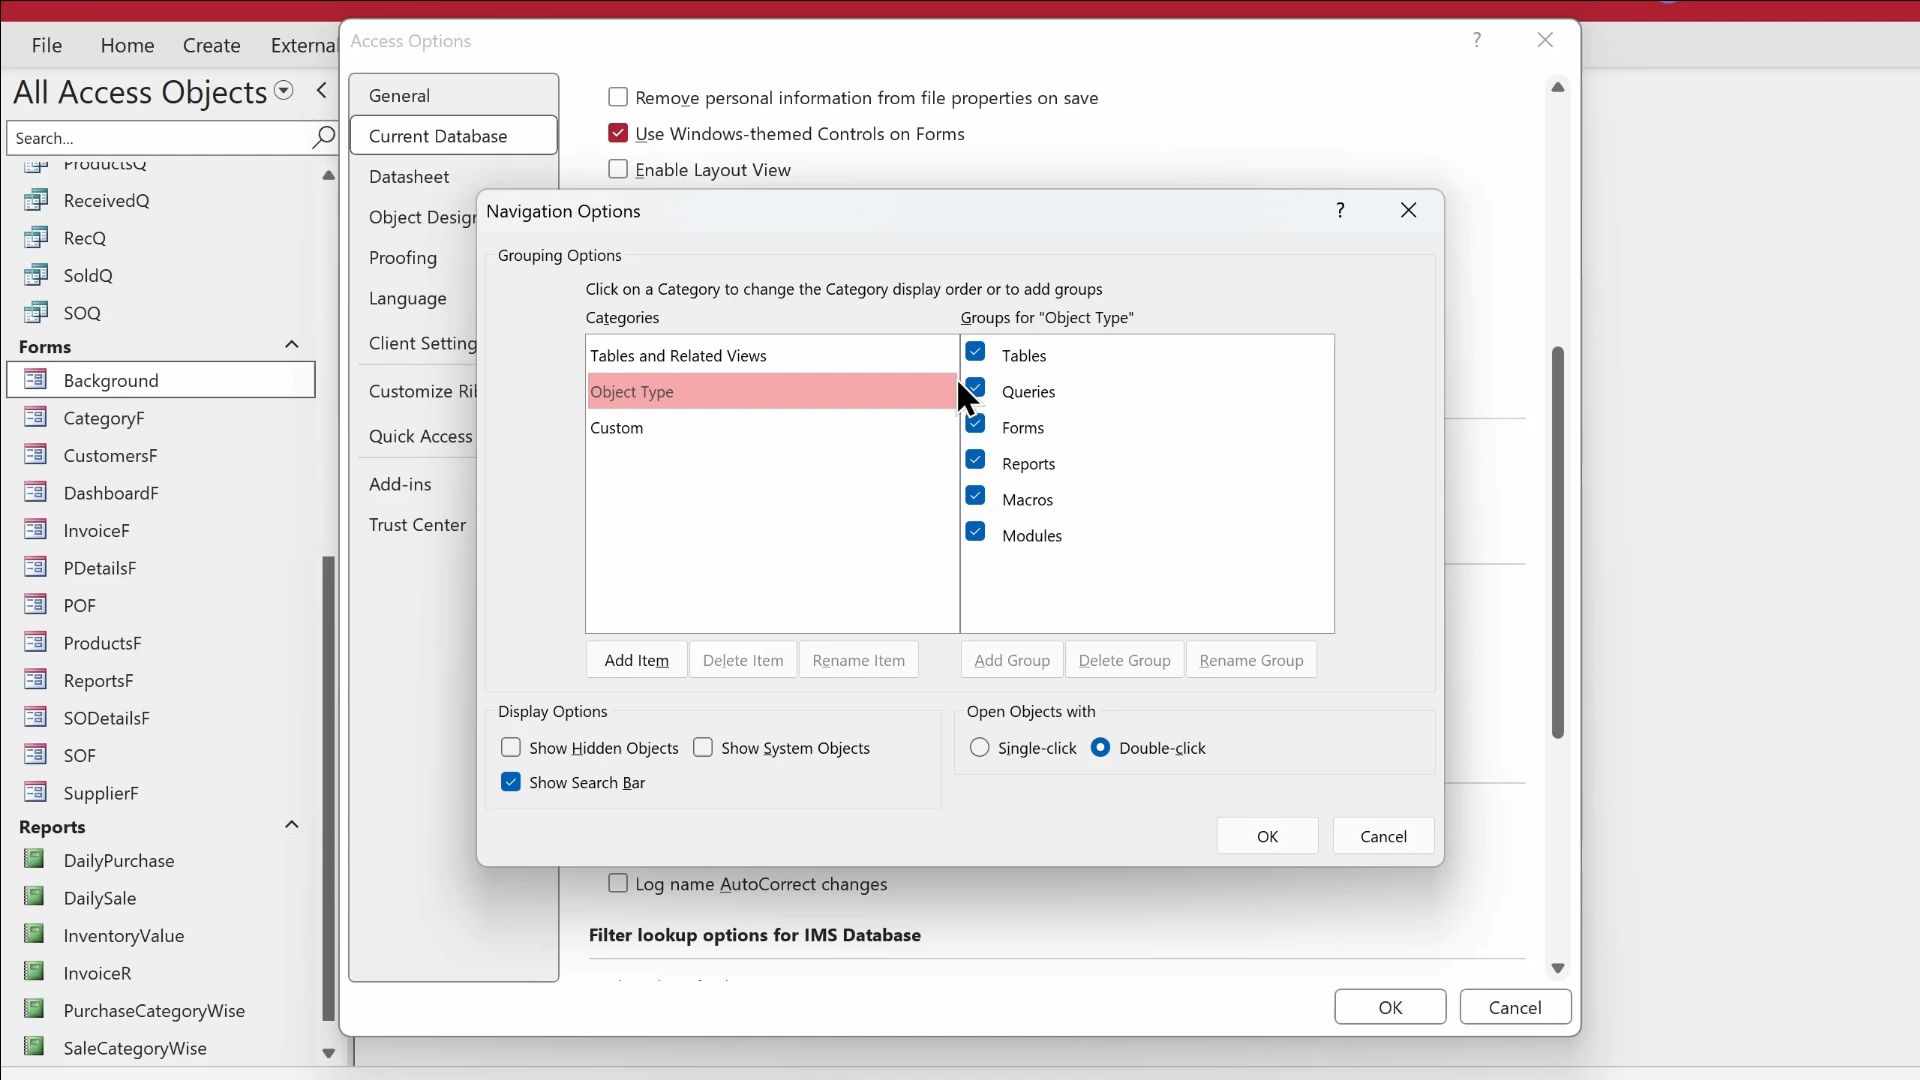 File Home Create External
All Access Objects
Search...
ProductsQ
ReceivedQ
RecQ
SoldQ
SOQ
Forms
Background
CategoryF
CustomersF
DashboardF
InvoiceF
PDetailsF
POF
ProductsF
ReportsF
SODetailsF
SOF
SupplierF
Reports
DailyPurchase
DailySale
InventoryValue
InvoiceR
PurchaseCategoryWise
SaleCategoryWise
Access Options
General
Current Database
Datasheet
Object Design
Proofing
Language
Client Setting
Customize Ri
Quick Access
Add-ins
Trust Center
Remove personal information from file properties on save
Use Windows-themed Controls on Forms
Enable Layout View
Navigation Options
Grouping Options
Click on a Category to change the Category display order or to add groups
Categories
Groups for "Object Type"
Tables and Related Views
Object Type
Custom
Tables
Queries
Forms
Reports
Macros
Modules
Add Item Delete Item Rename Item
Add Group Delete Group Rename Group
Display Options
Show Hidden Objects Show System Objects
Show Search Bar
Open Objects with
Single-click Double-click
OK Cancel
Log name AutoCorrect changes
Filter lookup options for IMS Database
OK Cancel